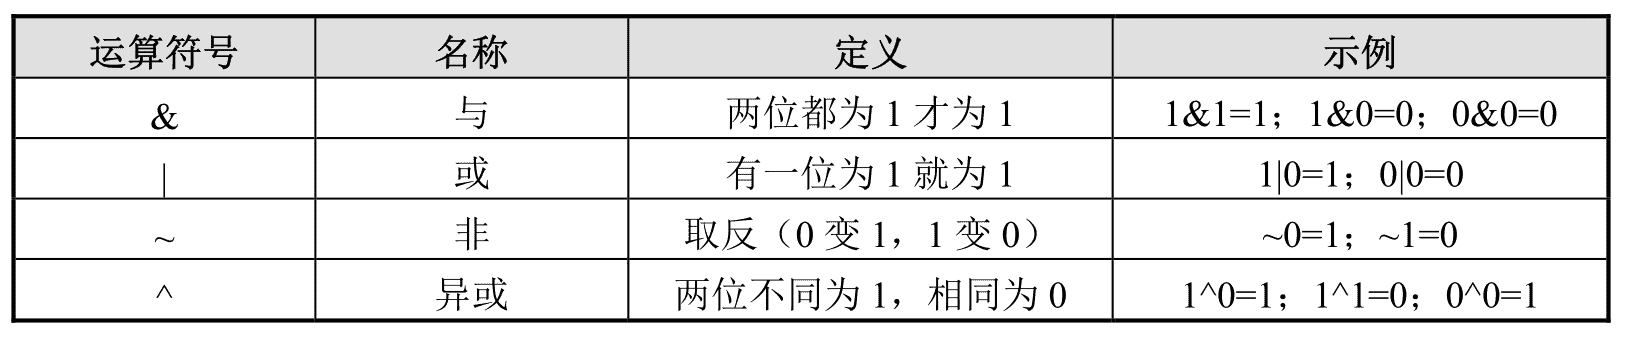 运算符号 名称 定义 示例
& 与 两位都为 1 才为 1 1&1=1；1&0=0；0&0=0
| 或 有一位为 1 就为 1 1|0=1；0|0=0
~ 非 取反（0 变 1，1 变 0） ~0=1；~1=0
^ 异或 两位不同为 1，相同为 0 1^0=1；1^1=0；0^0=1